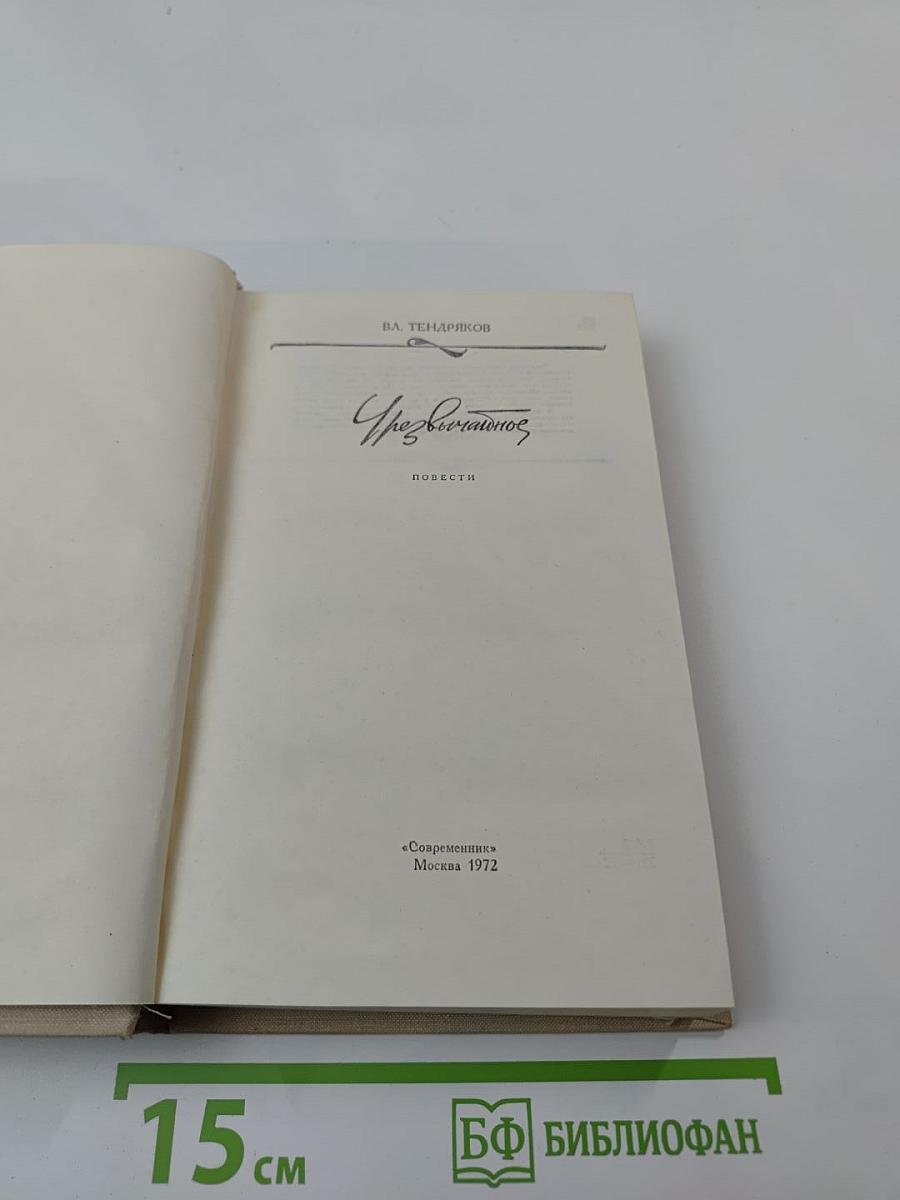 ВЛ. ТЕНДРЯКОВ
Чрезвычайное
ПОВЕСТИ
«Современник»
Москва 1972
15 см
БФ БИБЛИОФАН